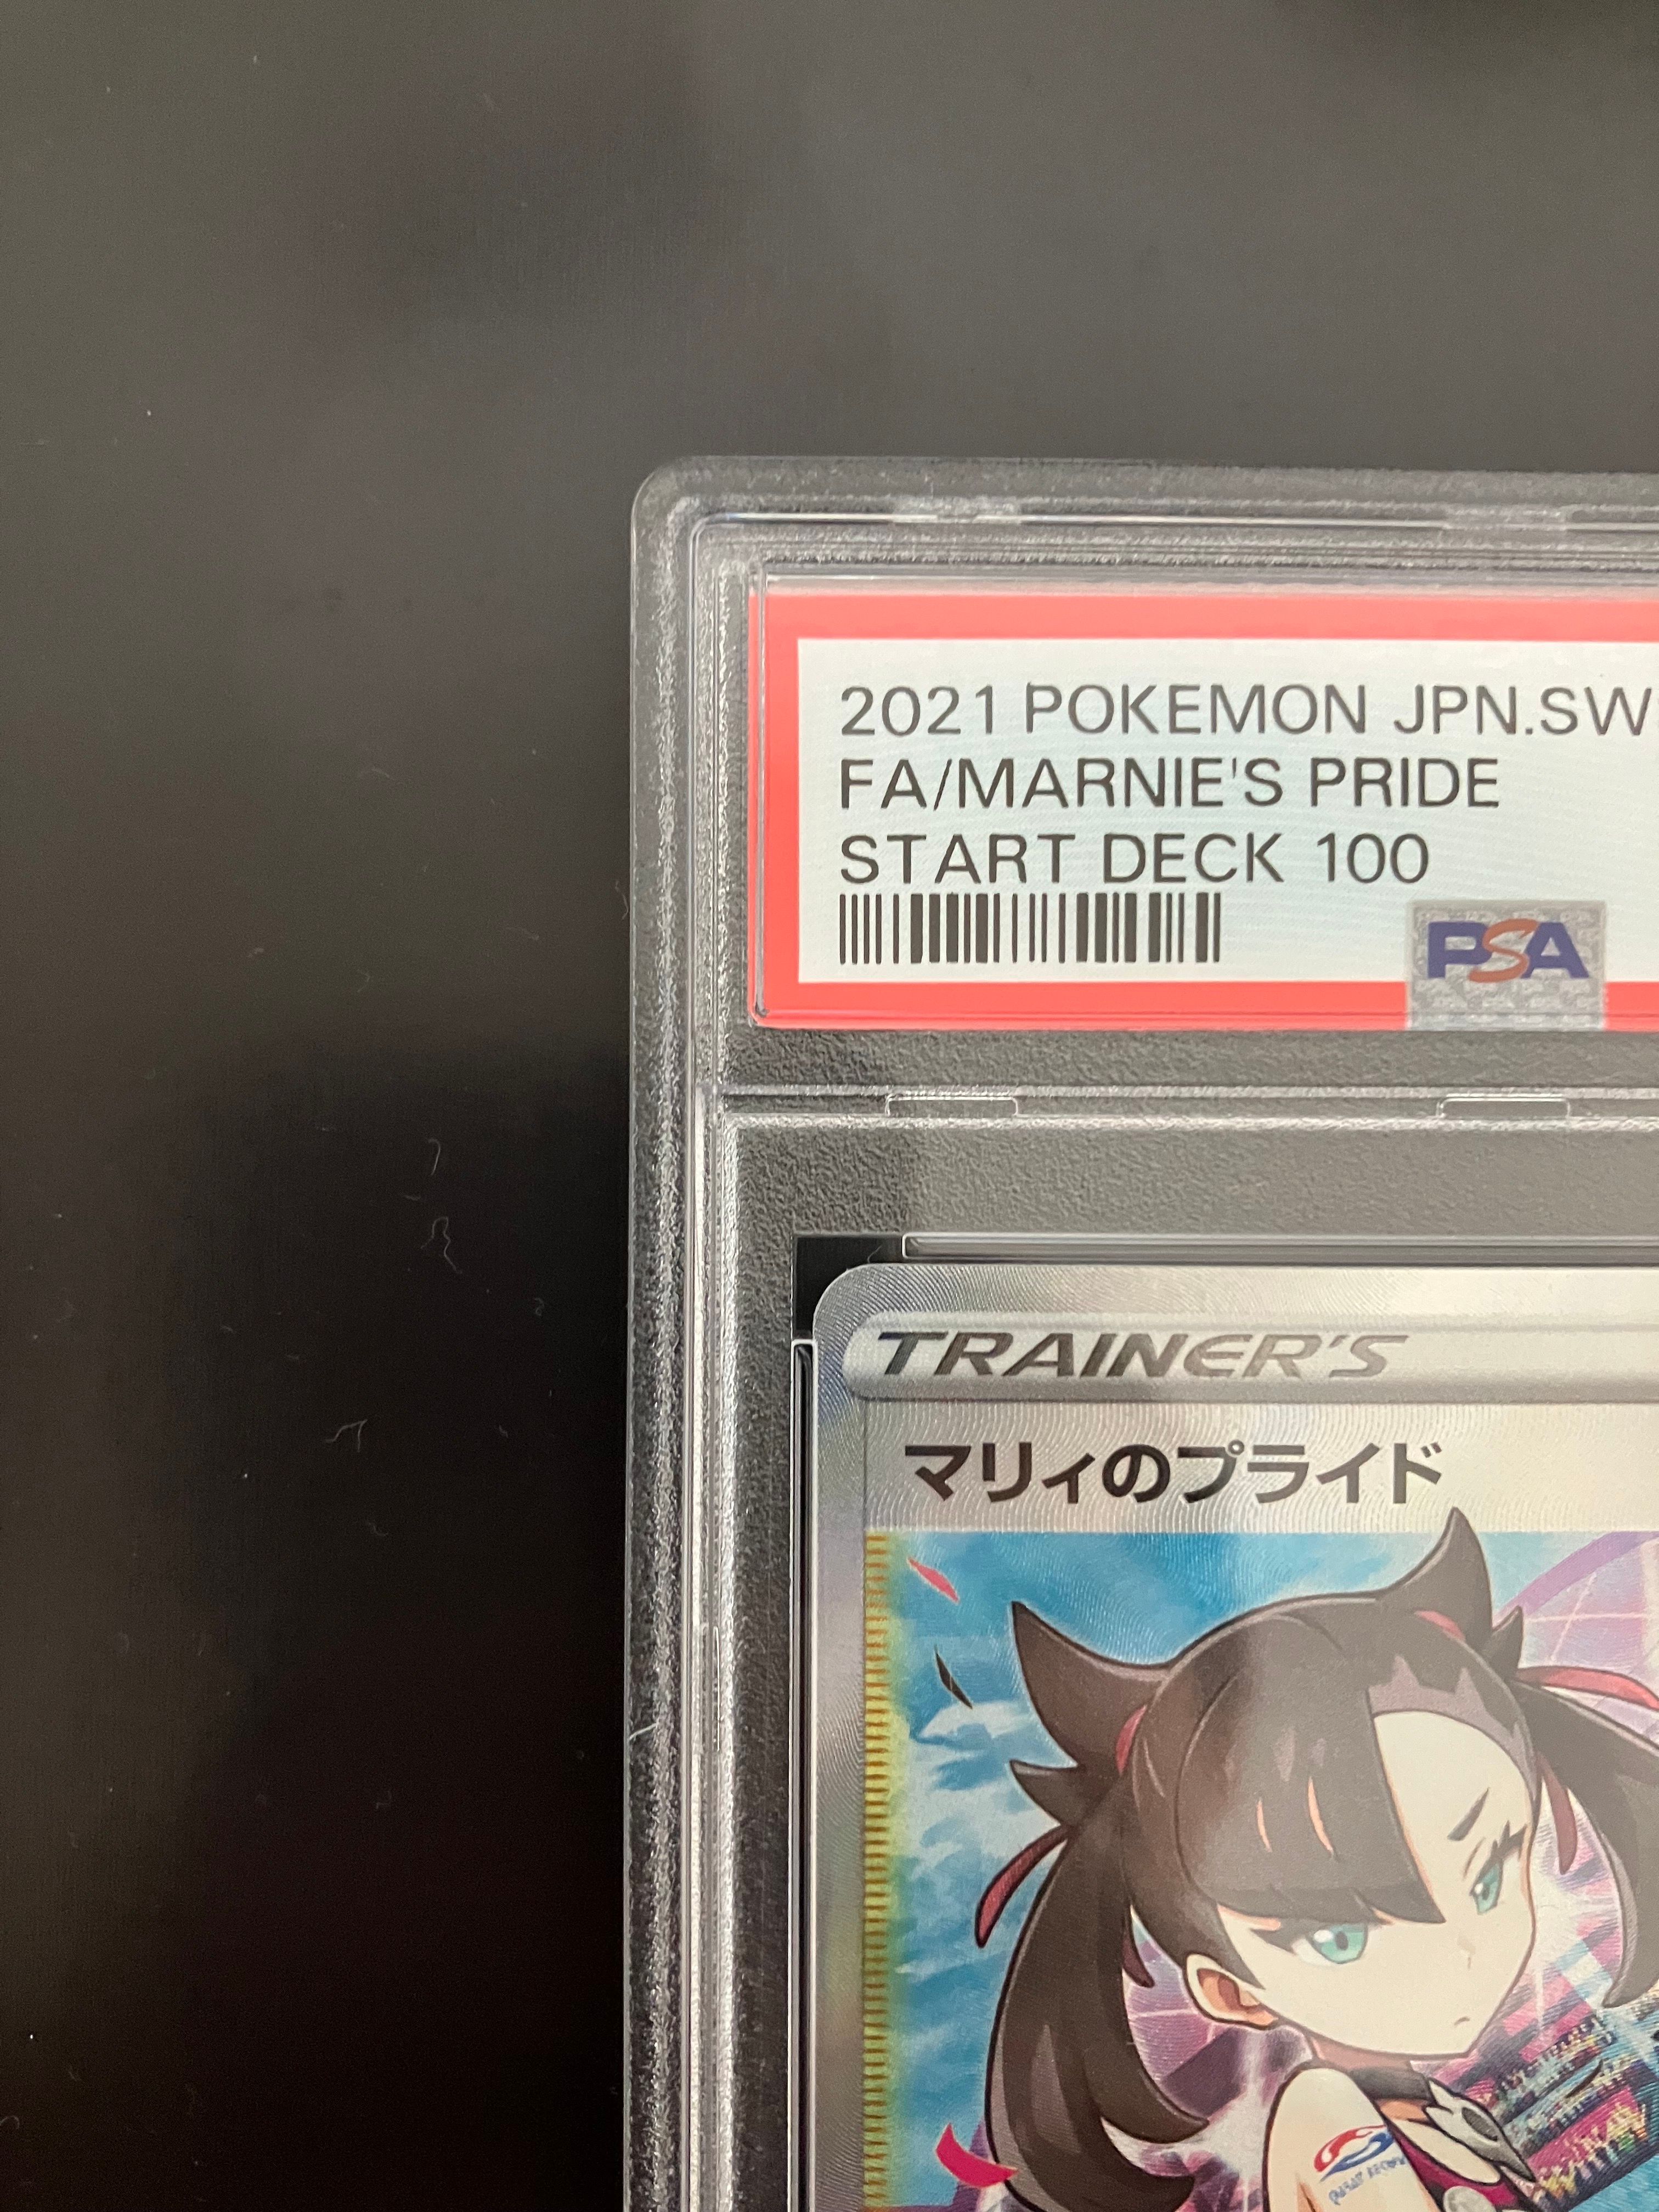 2021 POKEMON JPN.SW
FA/MARNIE'S PRIDE
START DECK 100
PSA
TRAINER'S
マリィのプライド